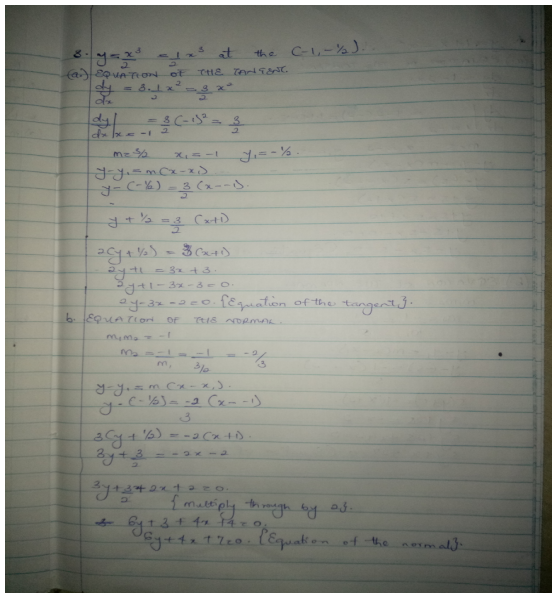 8. y = x³/2 = 1/2 x³ at the (-1, -½).
(a.) EQUATION OF THE TANGENT.
dy/dx = 3·1/2 x² = 3/2 x²
dy/dx | x = -1 = 3/2 (-1)² = 3/2
m = 3/2 x₁ = -1 y₁ = -½.
y - y₁ = m(x - x₁)
y - (-½) = 3/2 (x - -1).
y + ½ = 3/2 (x+1)
2(y + ½) = 3(x+1)
2y + 1 = 3x + 3.
2y + 1 - 3x - 3 = 0.
2y - 3x - 2 = 0. {Equation of the tangent}.
b. EQUATION OF THE NORMAL.
m₁m₂ = -1
m₂ = -1/m₁ = -1/(3/2) = -2/3
y - y₁ = m(x - x₁).
y - (-½) = -2/3 (x - -1)
3(y + ½) = -2(x+1).
3y + 3/2 = -2x - 2
3y + 3/2 + 2x + 2 = 0.
{multiply through by 2}.
6y + 3 + 4x + 4 = 0.
6y + 4x + 7 = 0. {Equation of the normal}.